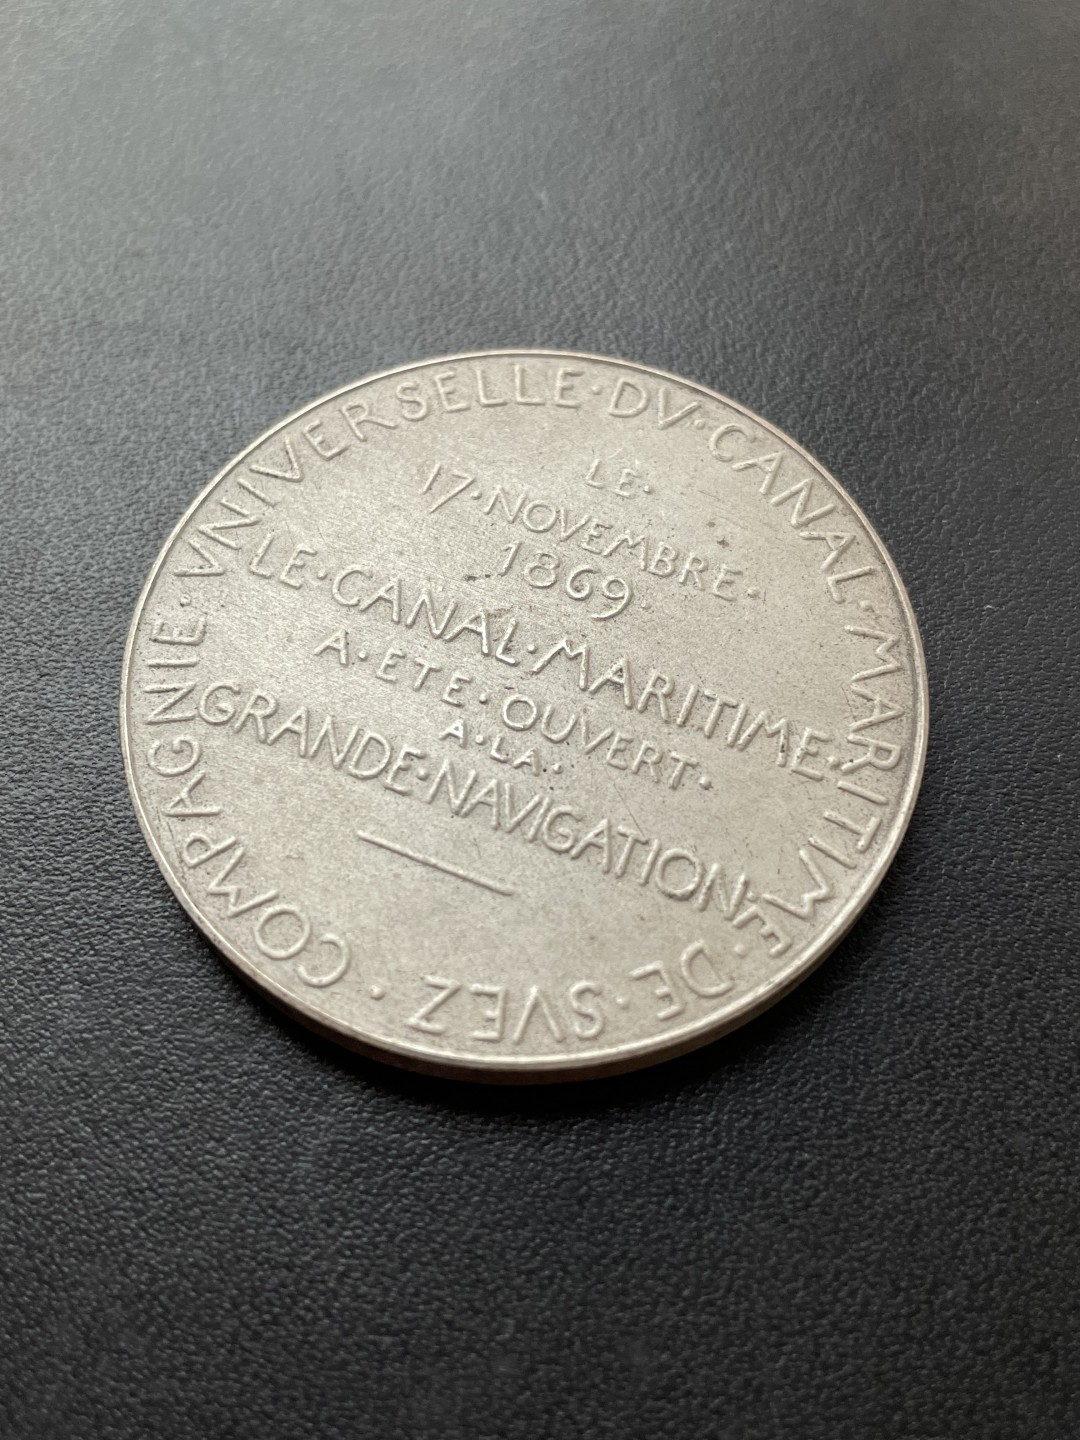 COMPAGNIE·VNIVERSELLE·DV·CANAL·MARITIME·DE·SVEZ·
LE·
17·NOVEMBRE·
1869·
LE·CANAL·MARITIME·
A·ETE·OUVERT·
A·LA·
GRANDE·NAVIGATION·